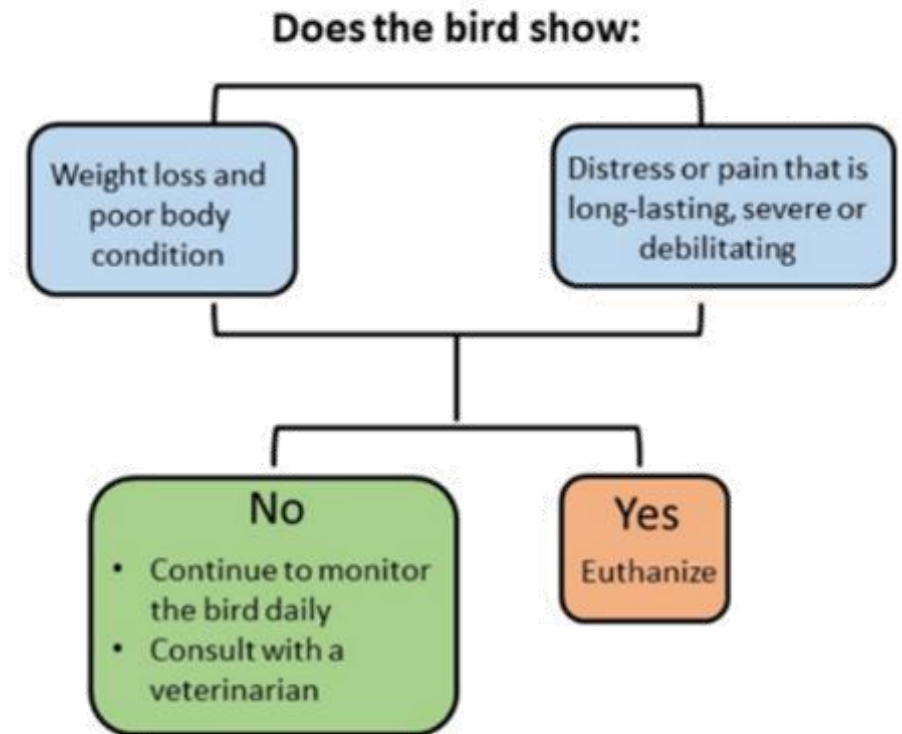 Does the bird show:
Weight loss and
poor body
condition
Distress or pain that is
long-lasting, severe or
debilitating
No
• Continue to monitor
the bird daily
• Consult with a
veterinarian
Yes
Euthanize